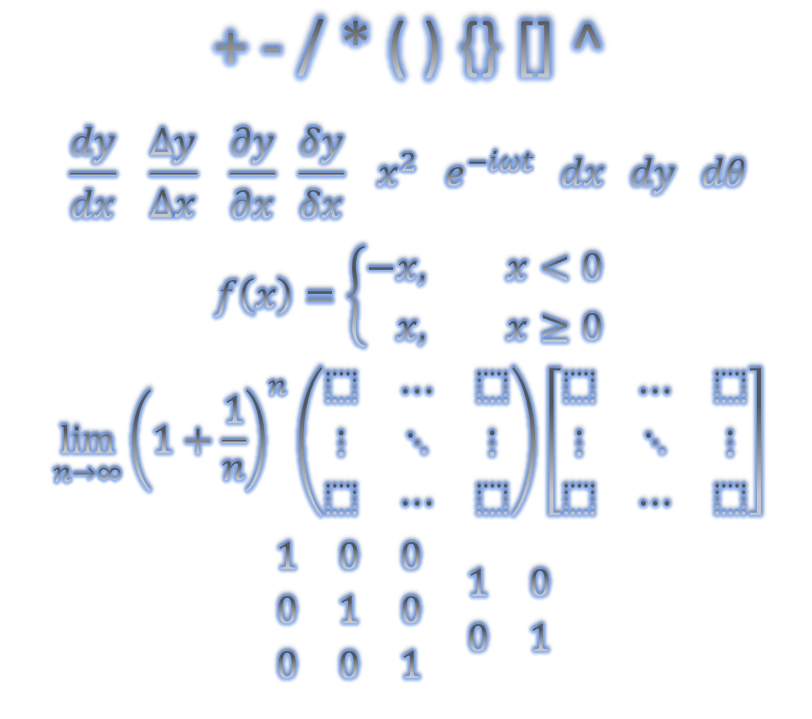 + - / * ( ) {} [] ^
dy/dx Δy/Δx ∂y/∂x δy/δx x² e^−iωt dx dy dθ
f(x) = { −x, x < 0
x, x ≥ 0
lim n→∞ (1 + 1/n)^n (⬚ ⋯ ⬚ ⋮ ⋱ ⋮ ⬚ ⋯ ⬚) [⬚ ⋯ ⬚ ⋮ ⋱ ⋮ ⬚ ⋯ ⬚]
1 0 0
0 1 0
0 0 1
1 0
0 1